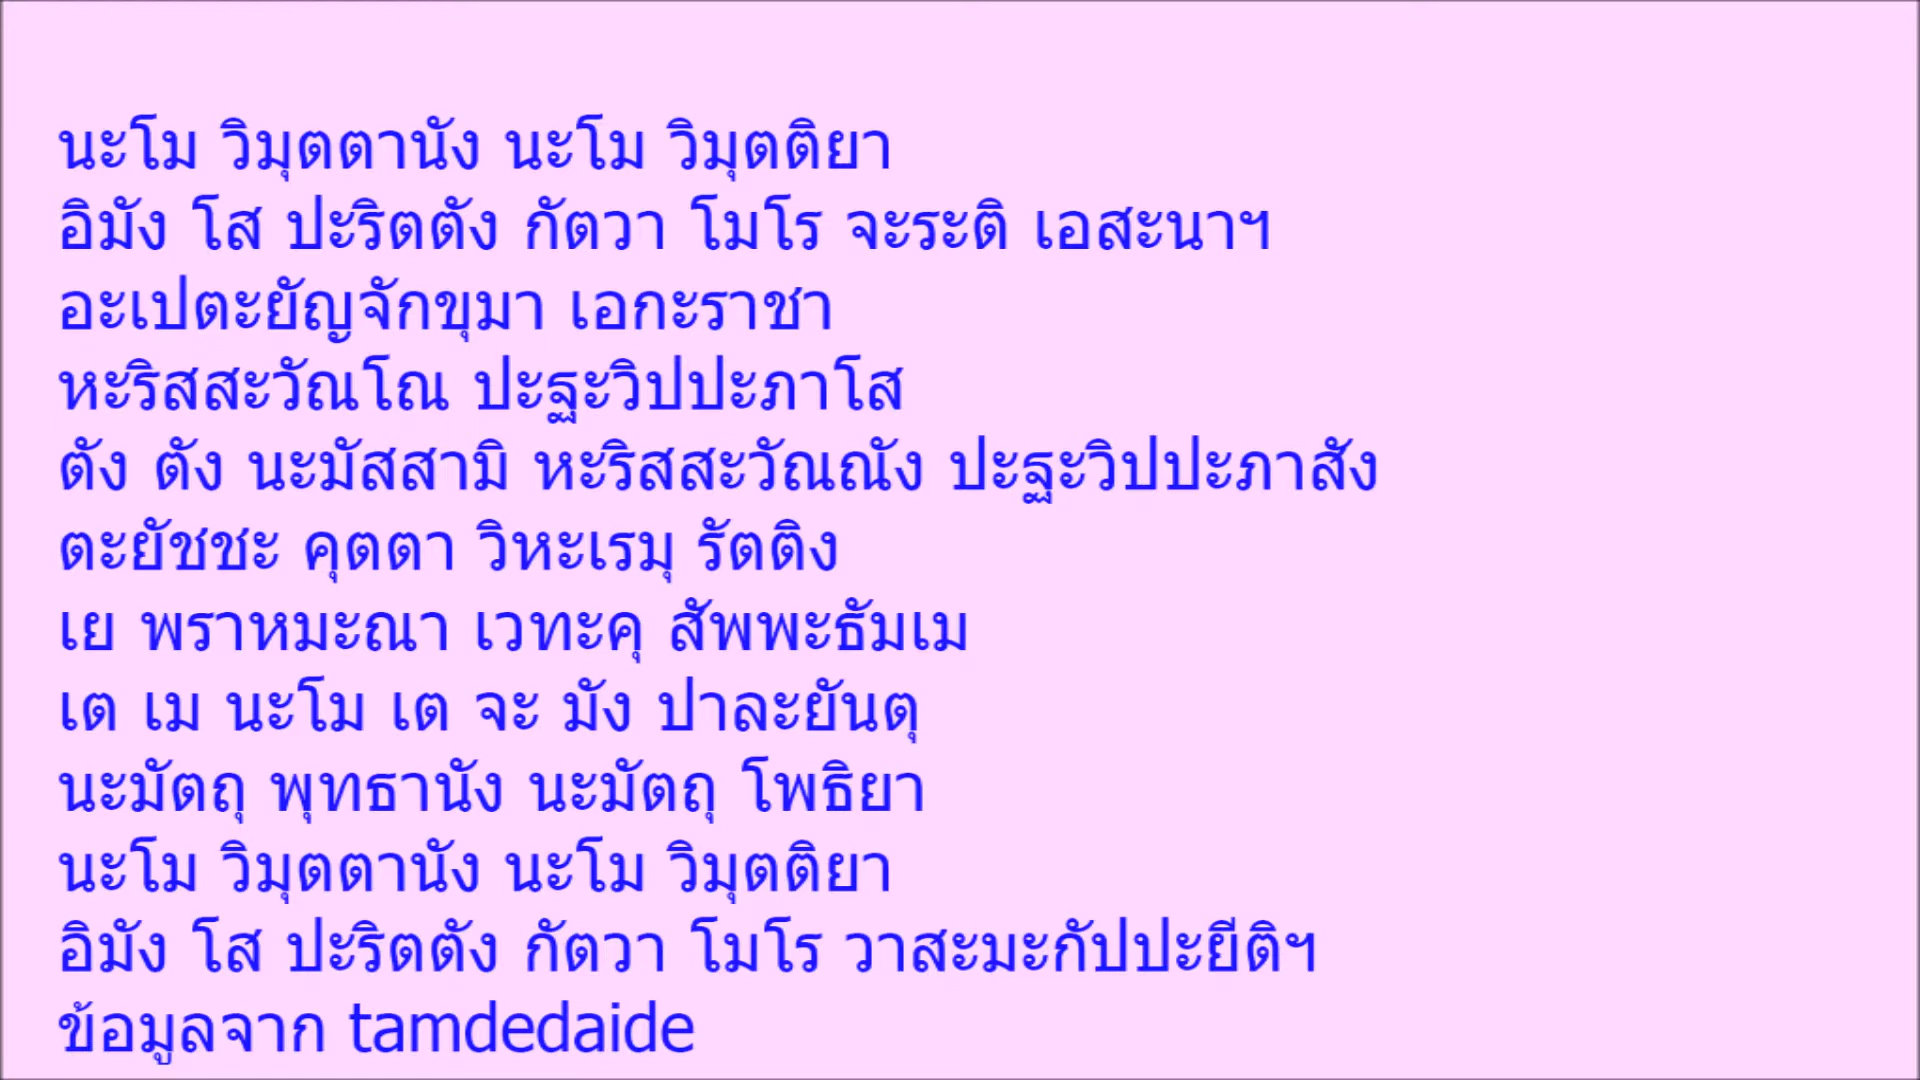 นะโม วิมุตตานัง นะโม วิมุตติยา
อิมัง โส ปะริตตัง กัตวา โมโร จะระติ เอสะนาฯ
อะเปตะยัญจักขุมา เอกะราชา
หะริสสะวัณโณ ปะฐะวิปปะภาโส
ตัง ตัง นะมัสสามิ หะริสสะวัณณัง ปะฐะวิปปะภาสัง
ตะยัชชะ คุตตา วิหะเรมุ รัตติง
เย พราหมะณา เวทะคุ สัพพะธัมเม
เต เม นะโม เต จะ มัง ปาละยันตุ
นะมัตถุ พุทธานัง นะมัตถุ โพธิยา
นะโม วิมุตตานัง นะโม วิมุตติยา
อิมัง โส ปะริตตัง กัตวา โมโร วาสะมะกัปปะยีติฯ
ข้อมูลจาก tamdedaide